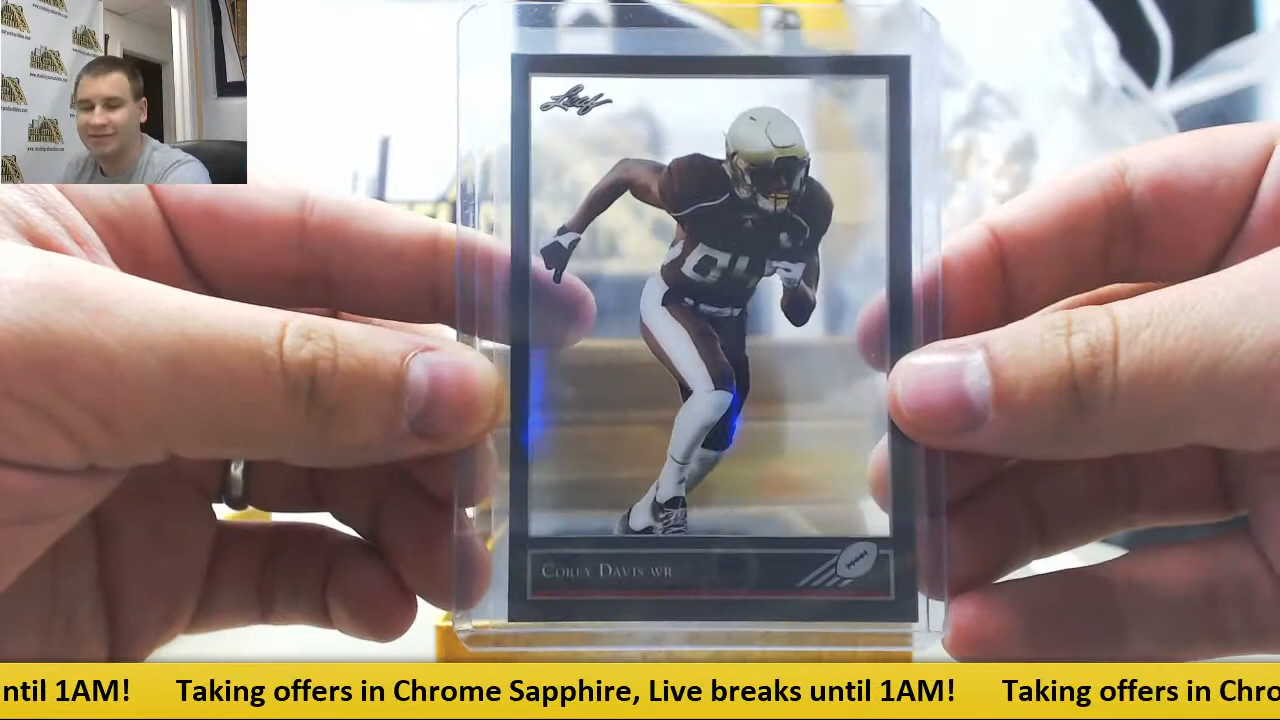 Leaf
COREY DAVIS WR
ntil 1AM! Taking offers in Chrome Sapphire, Live breaks until 1AM! Taking offers in Chro